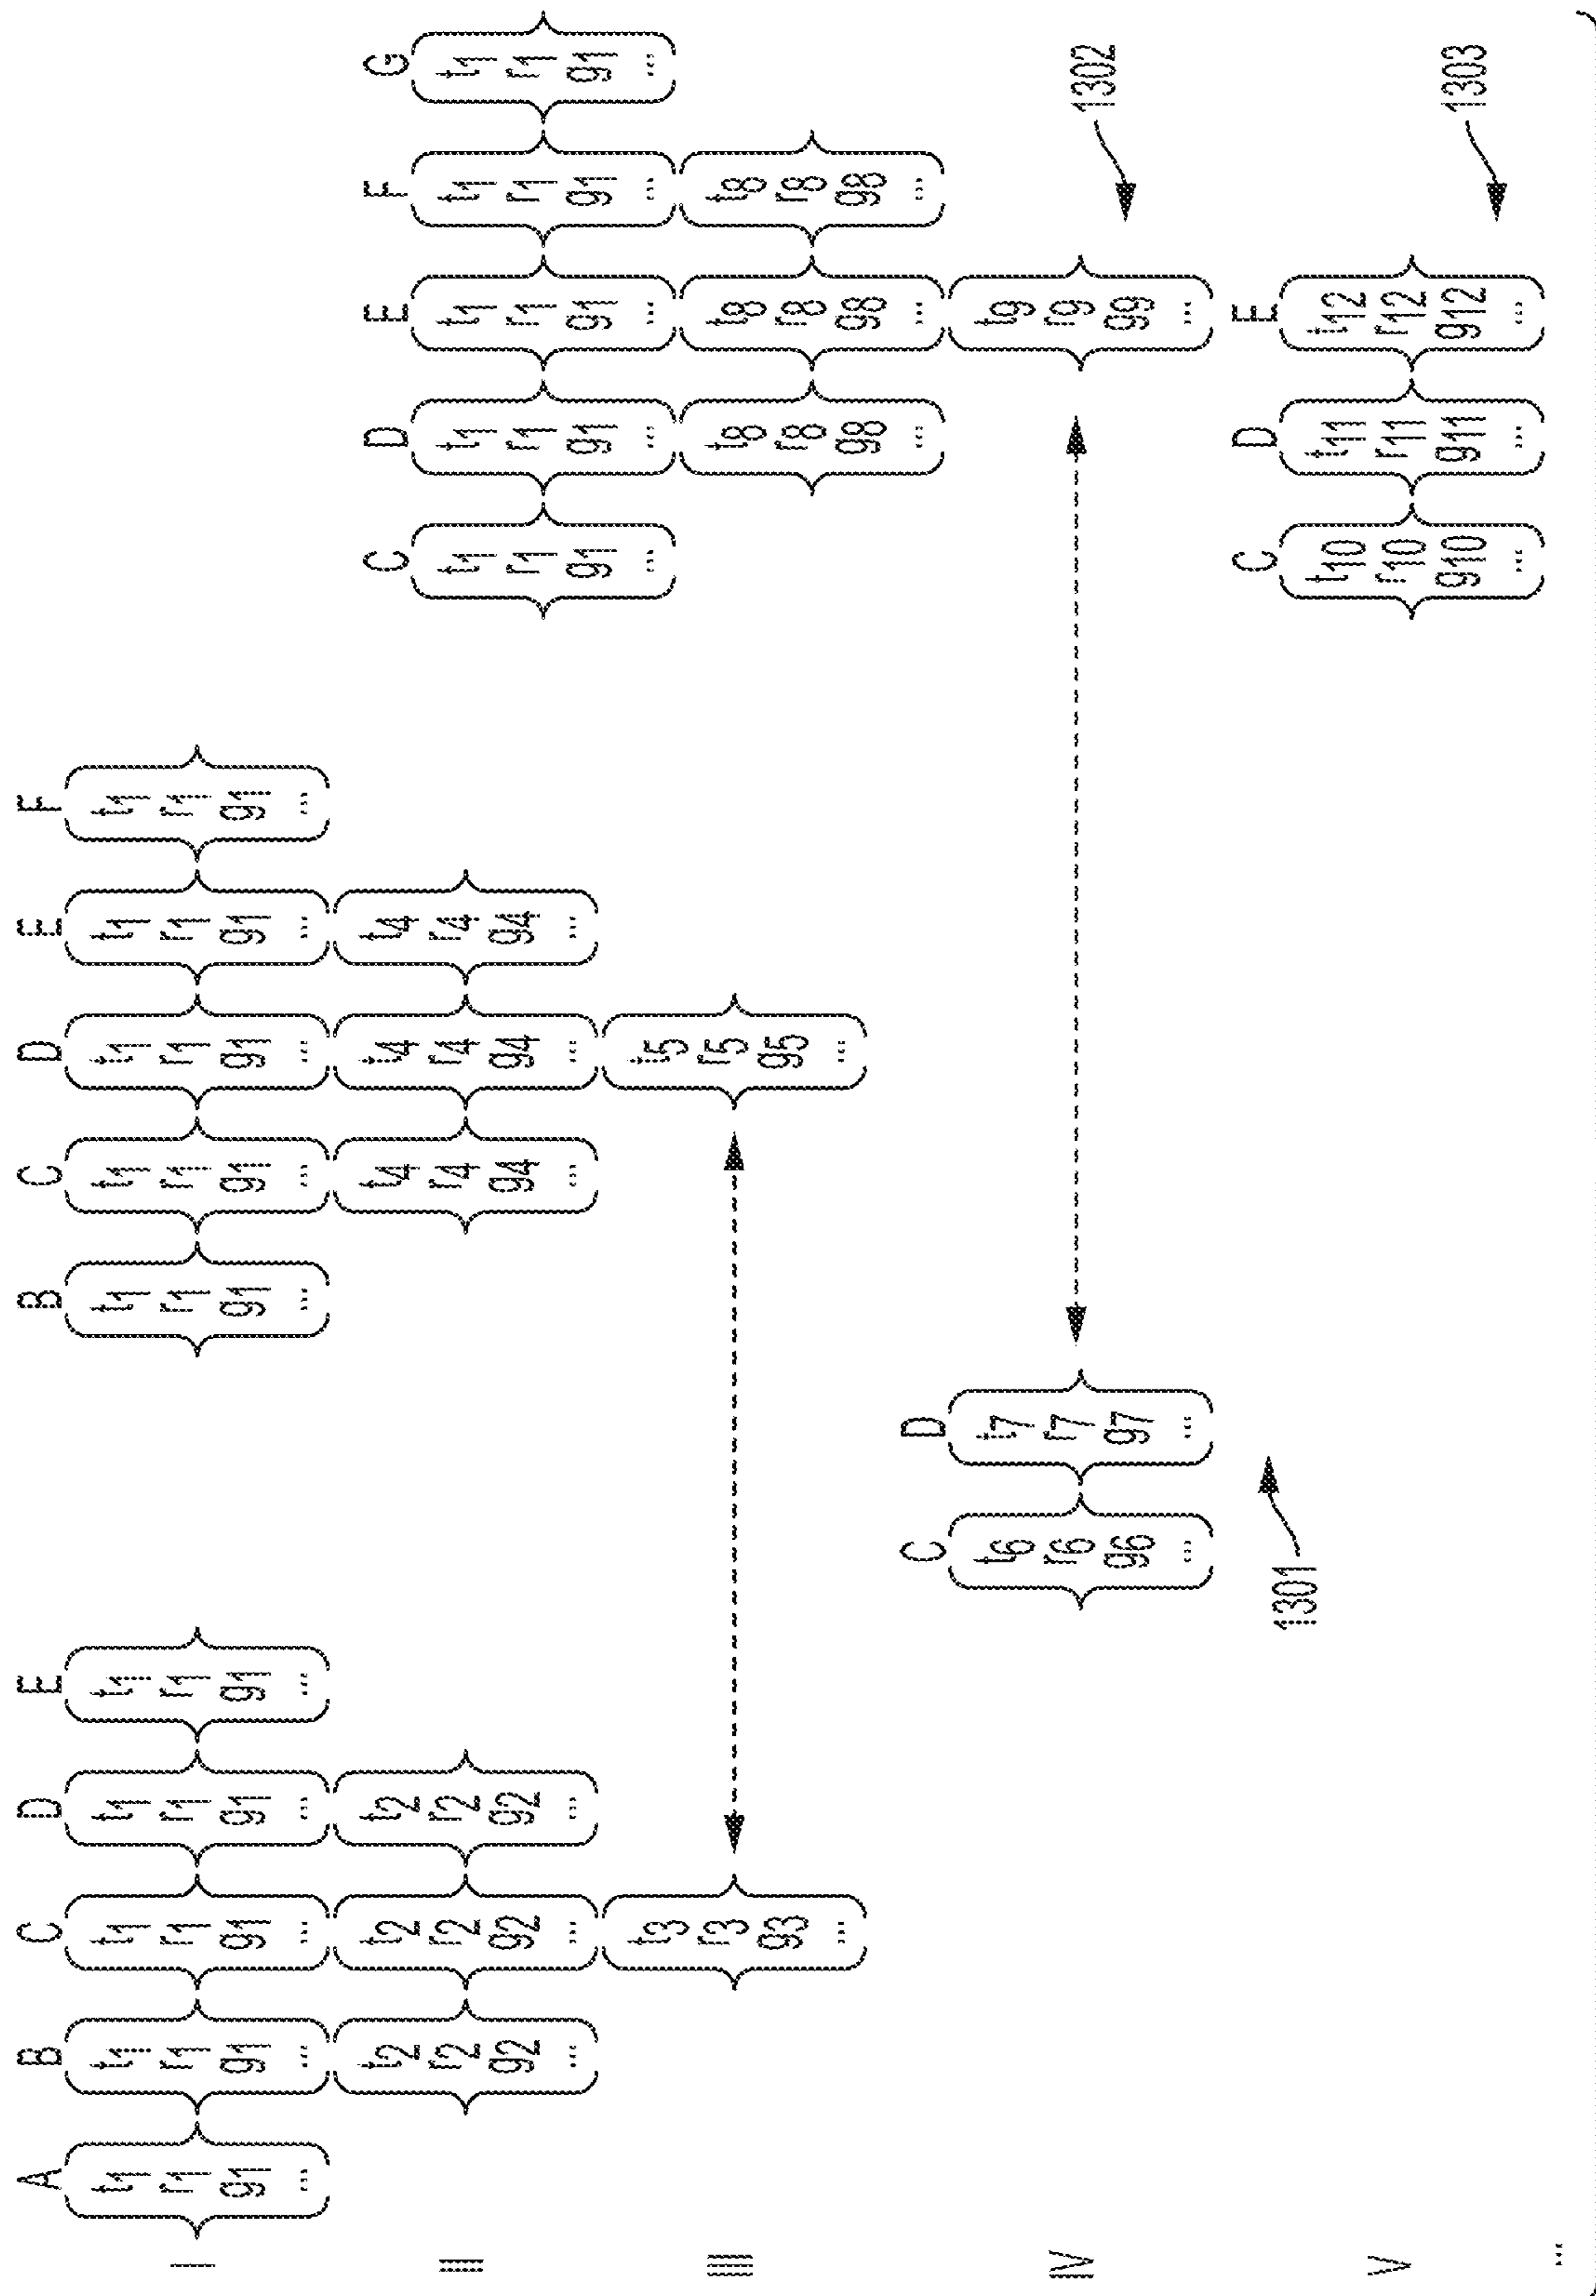 A B C D E B C D E F
t1 t1 t1 t1 t1 t1 t1 t1 t1 t1
I r1 r1 r1 r1 r1 r1 r1 r1 r1 r1
g1 g1 g1 g1 g1 g1 g1 g1 g1 g1
... ... ... ... ... ... ... ... ... ...
C D E F G
t2 t2 t2 t4 t4 t4 t1 t1 t1 t1 t1
II r2 r2 r2 r4 r4 r4 r1 r1 r1 r1 r1
g2 g2 g2 g4 g4 g4 g1 g1 g1 g1 g1
... ... ... ... ... ... ... ... ... ... ...
t3 t5 t8 t8 t8
III r3 r5 r8 r8 r8
g3 g5 g8 g8 g8
... ... ... ... ...
C D
t6 t7 t9
IV r6 r7 r9 1302
g6 g7 g9
... ... ...
1301
C D E
t10 t11 t12
V r10 r11 r12
g10 g11 g12 1303
... ... ...
...